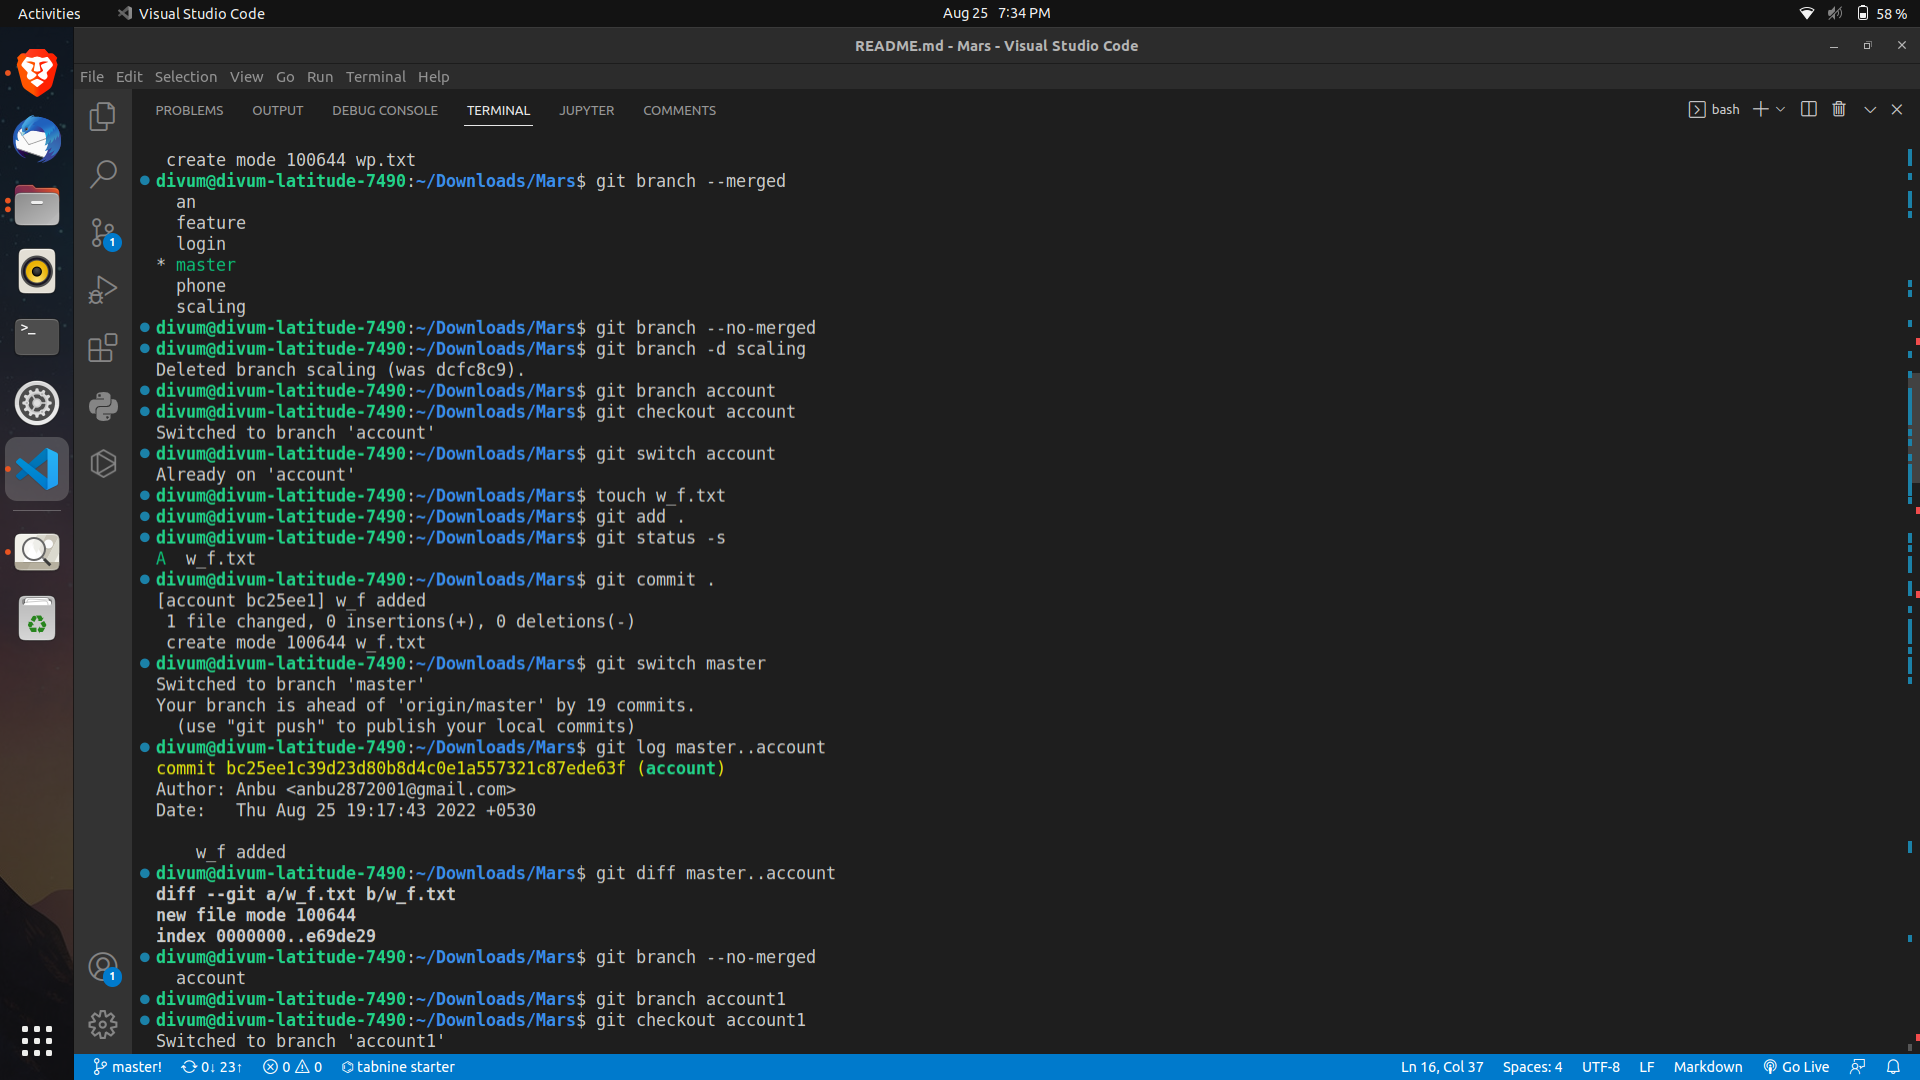 Activities Visual Studio Code Aug 25 7:34 PM 58 %
README.md - Mars - Visual Studio Code
File Edit Selection View Go Run Terminal Help
PROBLEMS OUTPUT DEBUG CONSOLE TERMINAL JUPYTER COMMENTS bash
create mode 100644 wp.txt
divum@divum-latitude-7490:~/Downloads/Mars$ git branch --merged
an
feature
login
* master
phone
scaling
divum@divum-latitude-7490:~/Downloads/Mars$ git branch --no-merged
divum@divum-latitude-7490:~/Downloads/Mars$ git branch -d scaling
Deleted branch scaling (was dcfc8c9).
divum@divum-latitude-7490:~/Downloads/Mars$ git branch account
divum@divum-latitude-7490:~/Downloads/Mars$ git checkout account
Switched to branch 'account'
divum@divum-latitude-7490:~/Downloads/Mars$ git switch account
Already on 'account'
divum@divum-latitude-7490:~/Downloads/Mars$ touch w_f.txt
divum@divum-latitude-7490:~/Downloads/Mars$ git add .
divum@divum-latitude-7490:~/Downloads/Mars$ git status -s
A  w_f.txt
divum@divum-latitude-7490:~/Downloads/Mars$ git commit .
[account bc25ee1] w_f added
1 file changed, 0 insertions(+), 0 deletions(-)
create mode 100644 w_f.txt
divum@divum-latitude-7490:~/Downloads/Mars$ git switch master
Switched to branch 'master'
Your branch is ahead of 'origin/master' by 19 commits.
(use "git push" to publish your local commits)
divum@divum-latitude-7490:~/Downloads/Mars$ git log master..account
commit bc25ee1c39d23d80b8d4c0e1a557321c87ede63f (account)
Author: Anbu <anbu2872001@gmail.com>
Date:   Thu Aug 25 19:17:43 2022 +0530
w_f added
divum@divum-latitude-7490:~/Downloads/Mars$ git diff master..account
diff --git a/w_f.txt b/w_f.txt
new file mode 100644
index 0000000..e69de29
divum@divum-latitude-7490:~/Downloads/Mars$ git branch --no-merged
account
divum@divum-latitude-7490:~/Downloads/Mars$ git branch account1
divum@divum-latitude-7490:~/Downloads/Mars$ git checkout account1
Switched to branch 'account1'
master! 0↓ 23↑ 0 0 tabnine starter Ln 16, Col 37 Spaces: 4 UTF-8 LF Markdown Go Live